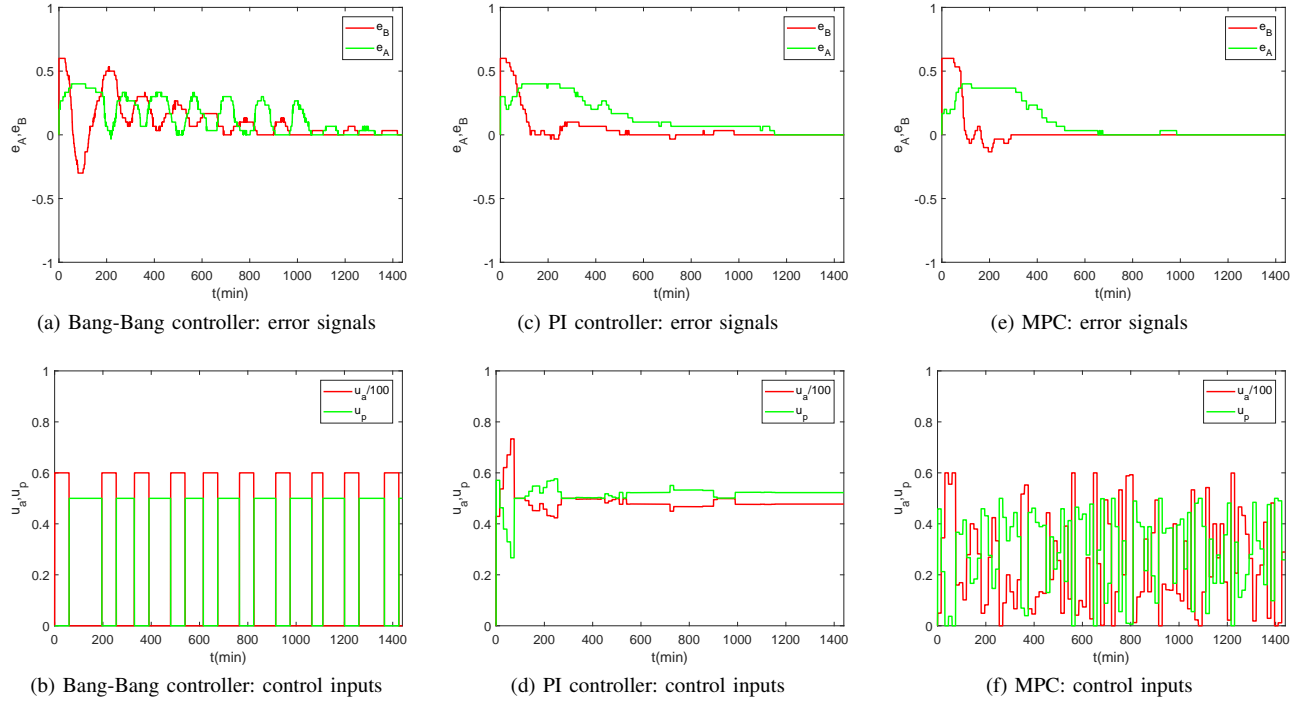 1
0.5
0
-0.5
-1
e_A,e_B
0 200 400 600 800 1000 1200 1400
t(min)
e_B
e_A
(a) Bang-Bang controller: error signals
1
0.5
0
-0.5
-1
e_A,e_B
0 200 400 600 800 1000 1200 1400
t(min)
e_B
e_A
(c) PI controller: error signals
1
0.5
0
-0.5
-1
e_A,e_B
0 200 400 600 800 1000 1200 1400
t(min)
e_B
e_A
(e) MPC: error signals
1
0.8
0.6
0.4
0.2
0
u_a,u_p
0 200 400 600 800 1000 1200 1400
t(min)
u_a/100
u_p
(b) Bang-Bang controller: control inputs
1
0.8
0.6
0.4
0.2
0
u_a,u_p
0 200 400 600 800 1000 1200 1400
t(min)
u_a/100
u_p
(d) PI controller: control inputs
1
0.8
0.6
0.4
0.2
0
u_a,u_p
0 200 400 600 800 1000 1200 1400
t(min)
u_a/100
u_p
(f) MPC: control inputs